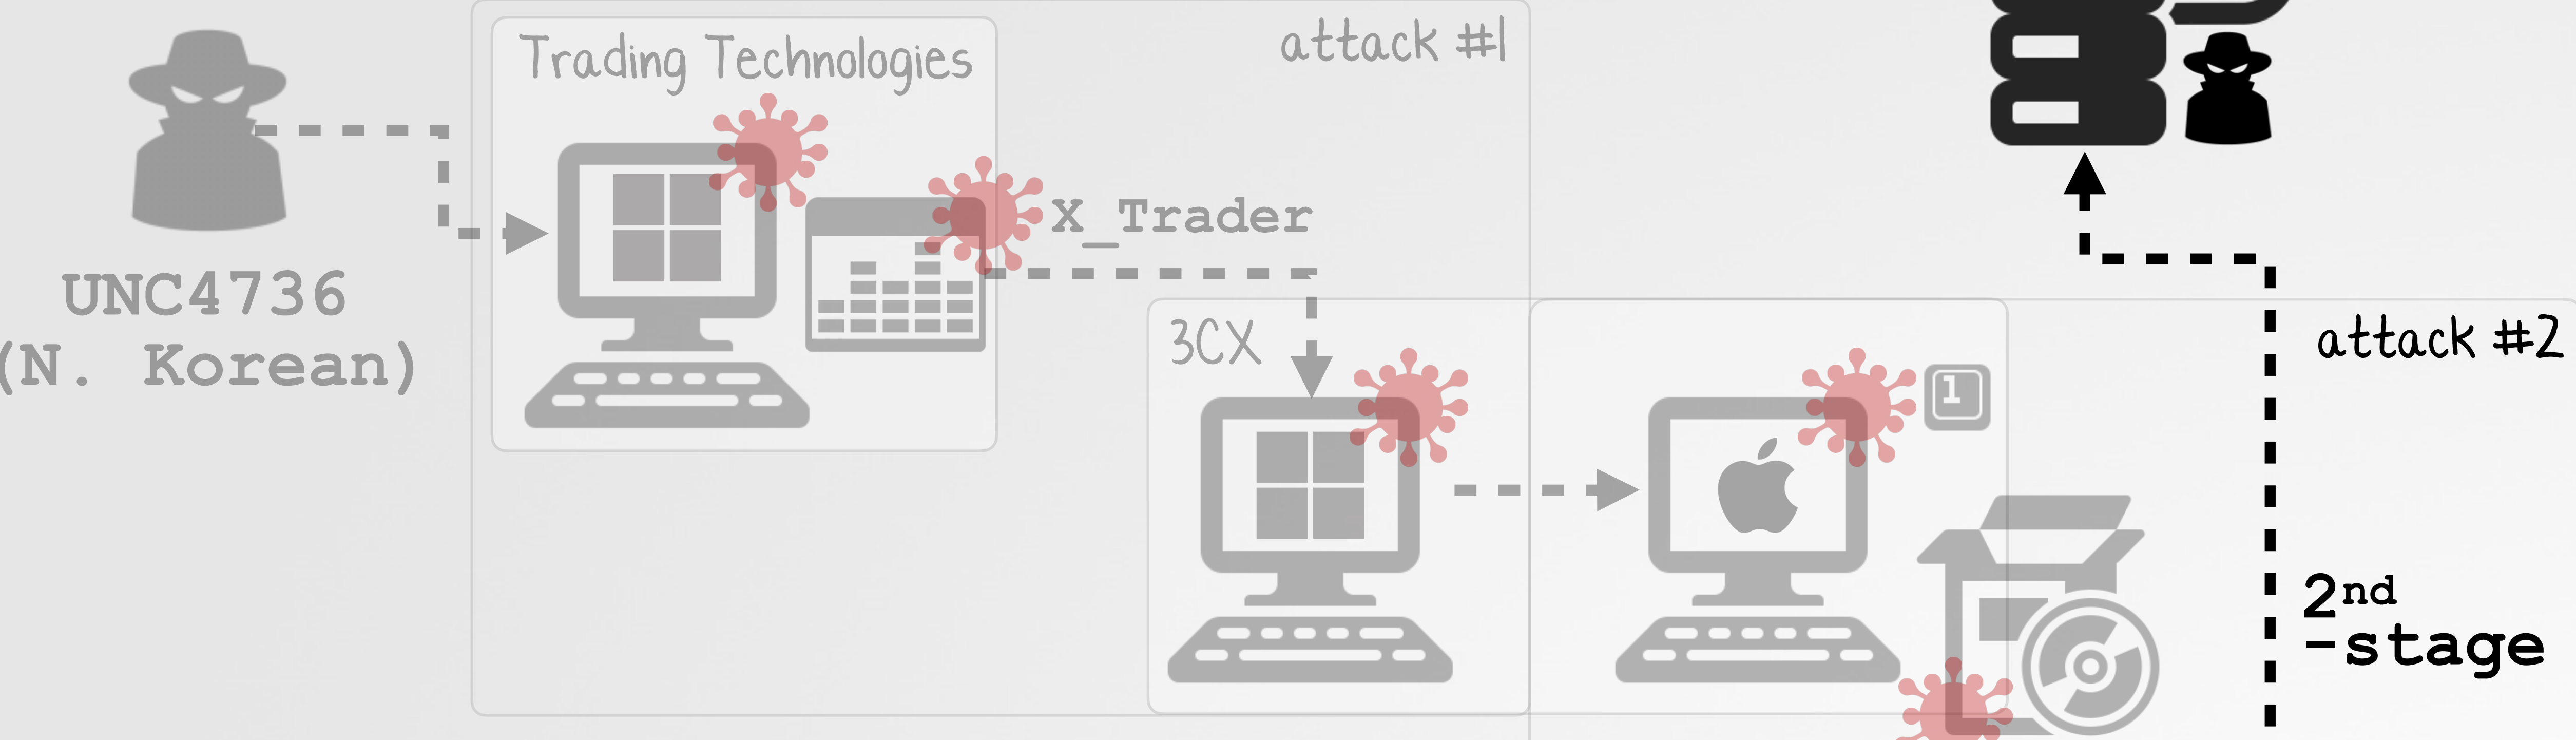 Trading Technologies
attack #1
X_Trader
UNC4736
(N. Korean)
3CX
1
attack #2
2nd
-stage